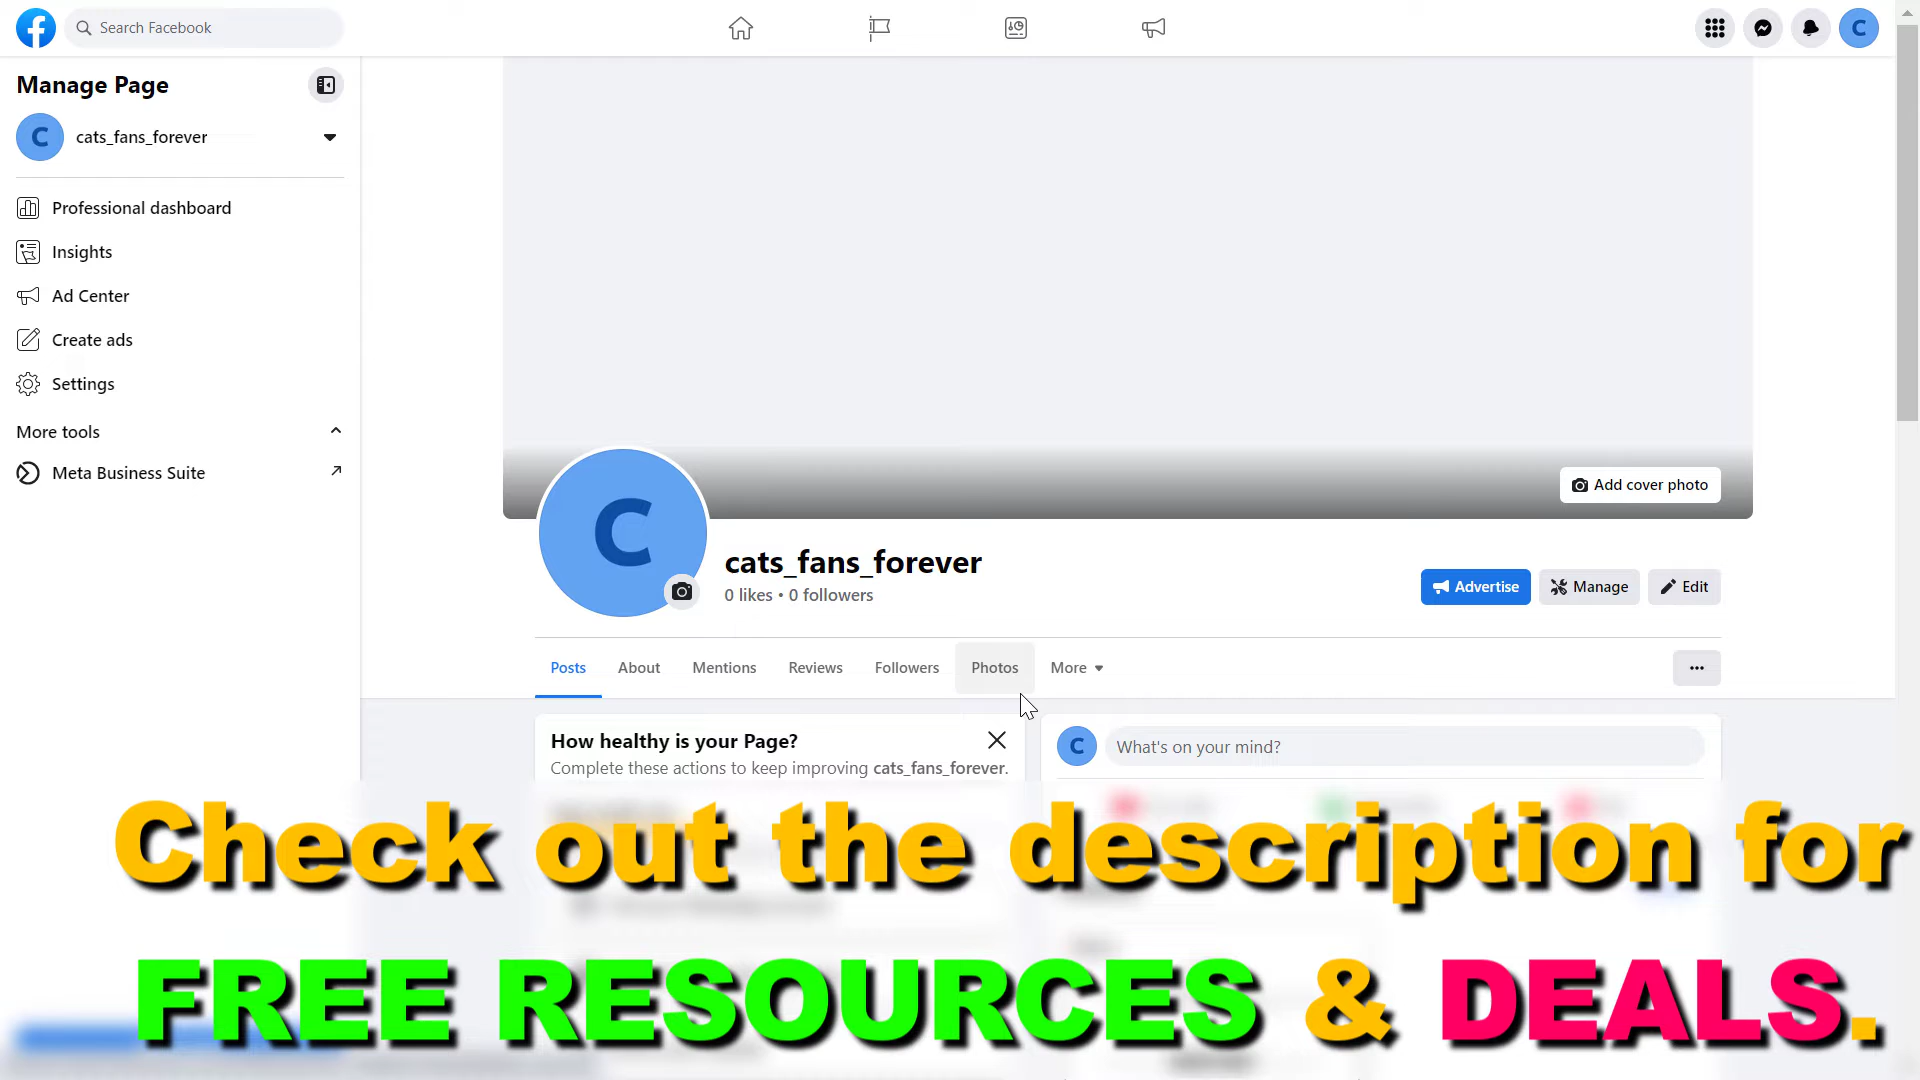 Search Facebook
C
Manage Page
C cats_fans_forever
Professional dashboard
Insights
Ad Center
Create ads
Settings
More tools
Meta Business Suite
Add cover photo
C
cats_fans_forever
0 likes • 0 followers
Advertise
Manage
Edit
Posts
About
Mentions
Reviews
Followers
Photos
More
How healthy is your Page?
Complete these actions to keep improving cats_fans_forever.
C What's on your mind?
Check out the description for
FREE RESOURCES & DEALS.